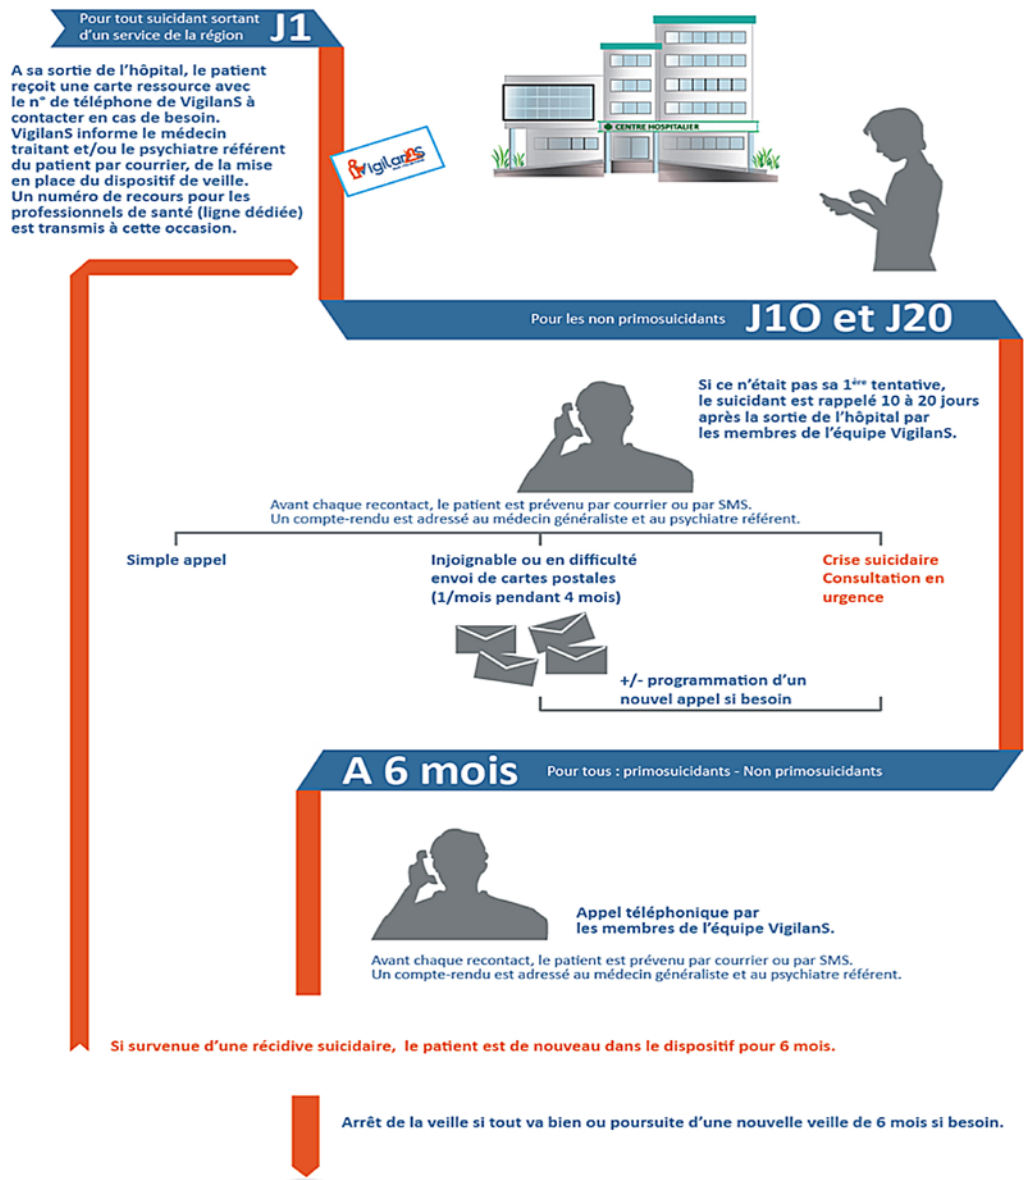 Pour tout suicidant sortant
d'un service de la région
J1
A sa sortie de l'hôpital, le patient
reçoit une carte ressource avec
le n° de téléphone de VigilanS à
contacter en cas de besoin.
VigilanS informe le médecin
traitant et/ou le psychiatre référent
du patient par courrier, de la mise
en place du dispositif de veille.
Un numéro de recours pour les
professionnels de santé (ligne dédiée)
est transmis à cette occasion.
VigilanS
CENTRE HOSPITALIER
Pour les non primosuicidants J1O et J20
Si ce n'était pas sa 1ère tentative,
le suicidant est rappelé 10 à 20 jours
après la sortie de l'hôpital par
les membres de l'équipe VigilanS.
Avant chaque recontact, le patient est prévenu par courrier ou par SMS.
Un compte-rendu est adressé au médecin généraliste et au psychiatre référent.
Simple appel
Injoignable ou en difficulté
envoi de cartes postales
(1/mois pendant 4 mois)
Crise suicidaire
Consultation en
urgence
+/- programmation d'un
nouvel appel si besoin
A 6 mois Pour tous : primosuicidants - Non primosuicidants
Appel téléphonique par
les membres de l'équipe VigilanS.
Avant chaque recontact, le patient est prévenu par courrier ou par SMS.
Un compte-rendu est adressé au médecin généraliste et au psychiatre référent.
Si survenue d'une récidive suicidaire, le patient est de nouveau dans le dispositif pour 6 mois.
Arrêt de la veille si tout va bien ou poursuite d'une nouvelle veille de 6 mois si besoin.